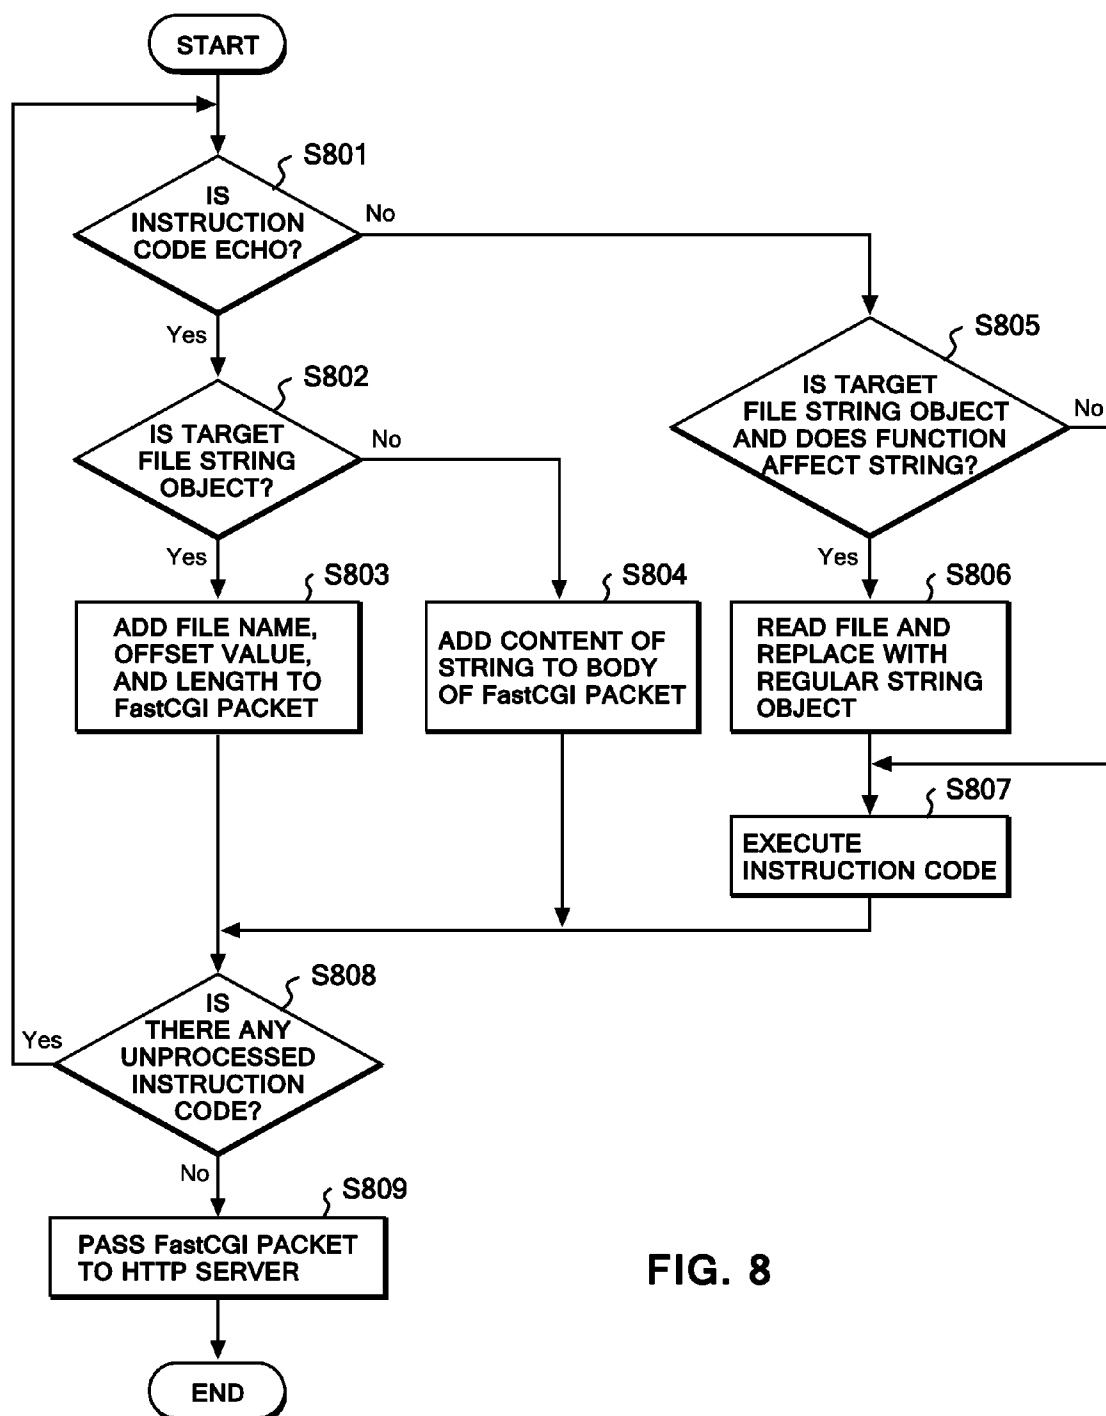 START
S801
IS
INSTRUCTION
CODE ECHO?
No
Yes
S802
IS TARGET
FILE STRING
OBJECT?
No
Yes
S805
IS TARGET
FILE STRING OBJECT
AND DOES FUNCTION
AFFECT STRING?
No
Yes
S803
ADD FILE NAME,
OFFSET VALUE,
AND LENGTH TO
FastCGI PACKET
S804
ADD CONTENT OF
STRING TO BODY
OF FastCGI PACKET
S806
READ FILE AND
REPLACE WITH
REGULAR STRING
OBJECT
S807
EXECUTE
INSTRUCTION CODE
S808
IS
THERE ANY
UNPROCESSED
INSTRUCTION
CODE?
Yes
No
S809
PASS FastCGI PACKET
TO HTTP SERVER
END
FIG. 8